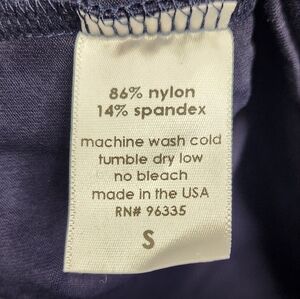 86% nylon
14% spandex
machine wash cold
tumble dry low
no bleach
made in the USA
RN# 96335
S